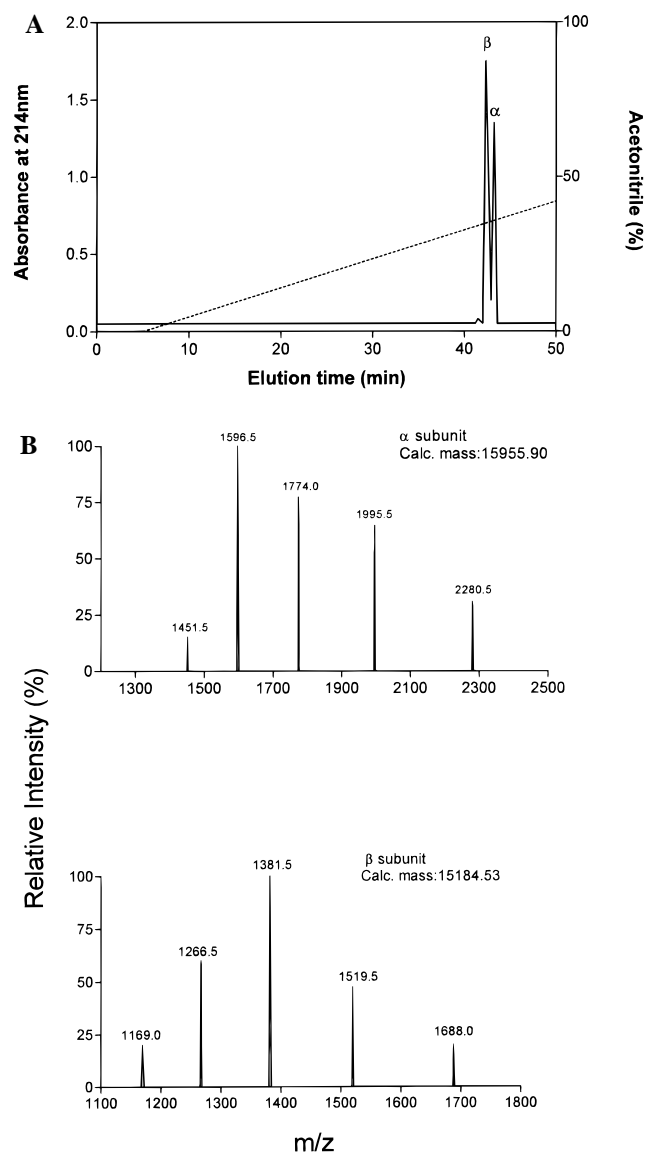 A
2.0
1.5
1.0
0.5
0.0
Absorbance at 214nm
100
50
0
Acetonitrile (%)
β
α
0 10 20 30 40 50
Elution time (min)
B
α subunit
Calc. mass:15955.90
100
75
50
25
0
1451.5
1596.5
1774.0
1995.5
2280.5
1300 1500 1700 1900 2100 2300 2500
Relative Intensity (%)
β subunit
Calc. mass:15184.53
100
75
50
25
0
1169.0
1266.5
1381.5
1519.5
1688.0
1100 1200 1300 1400 1500 1600 1700 1800
m/z